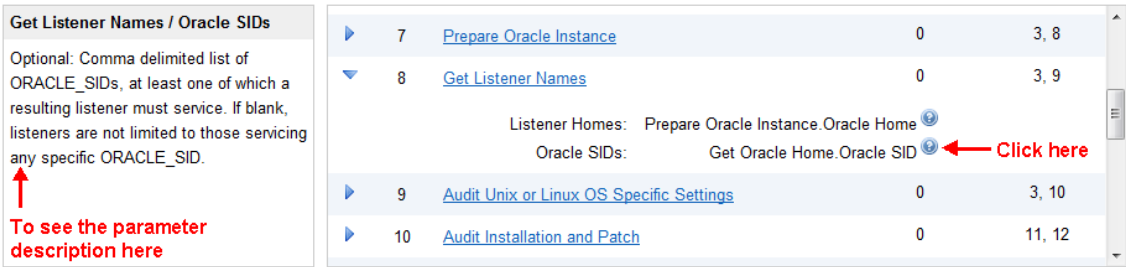 Get Listener Names / Oracle SIDs
Optional: Comma delimited list of
ORACLE_SIDs, at least one of which a
resulting listener must service. If blank,
listeners are not limited to those servicing
any specific ORACLE_SID.
To see the parameter
description here
7 Prepare Oracle Instance 0 3, 8
8 Get Listener Names 0 3, 9
Listener Homes: Prepare Oracle Instance.Oracle Home ?
Oracle SIDs: Get Oracle Home.Oracle SID ? Click here
9 Audit Unix or Linux OS Specific Settings 0 3, 10
10 Audit Installation and Patch 0 11, 12